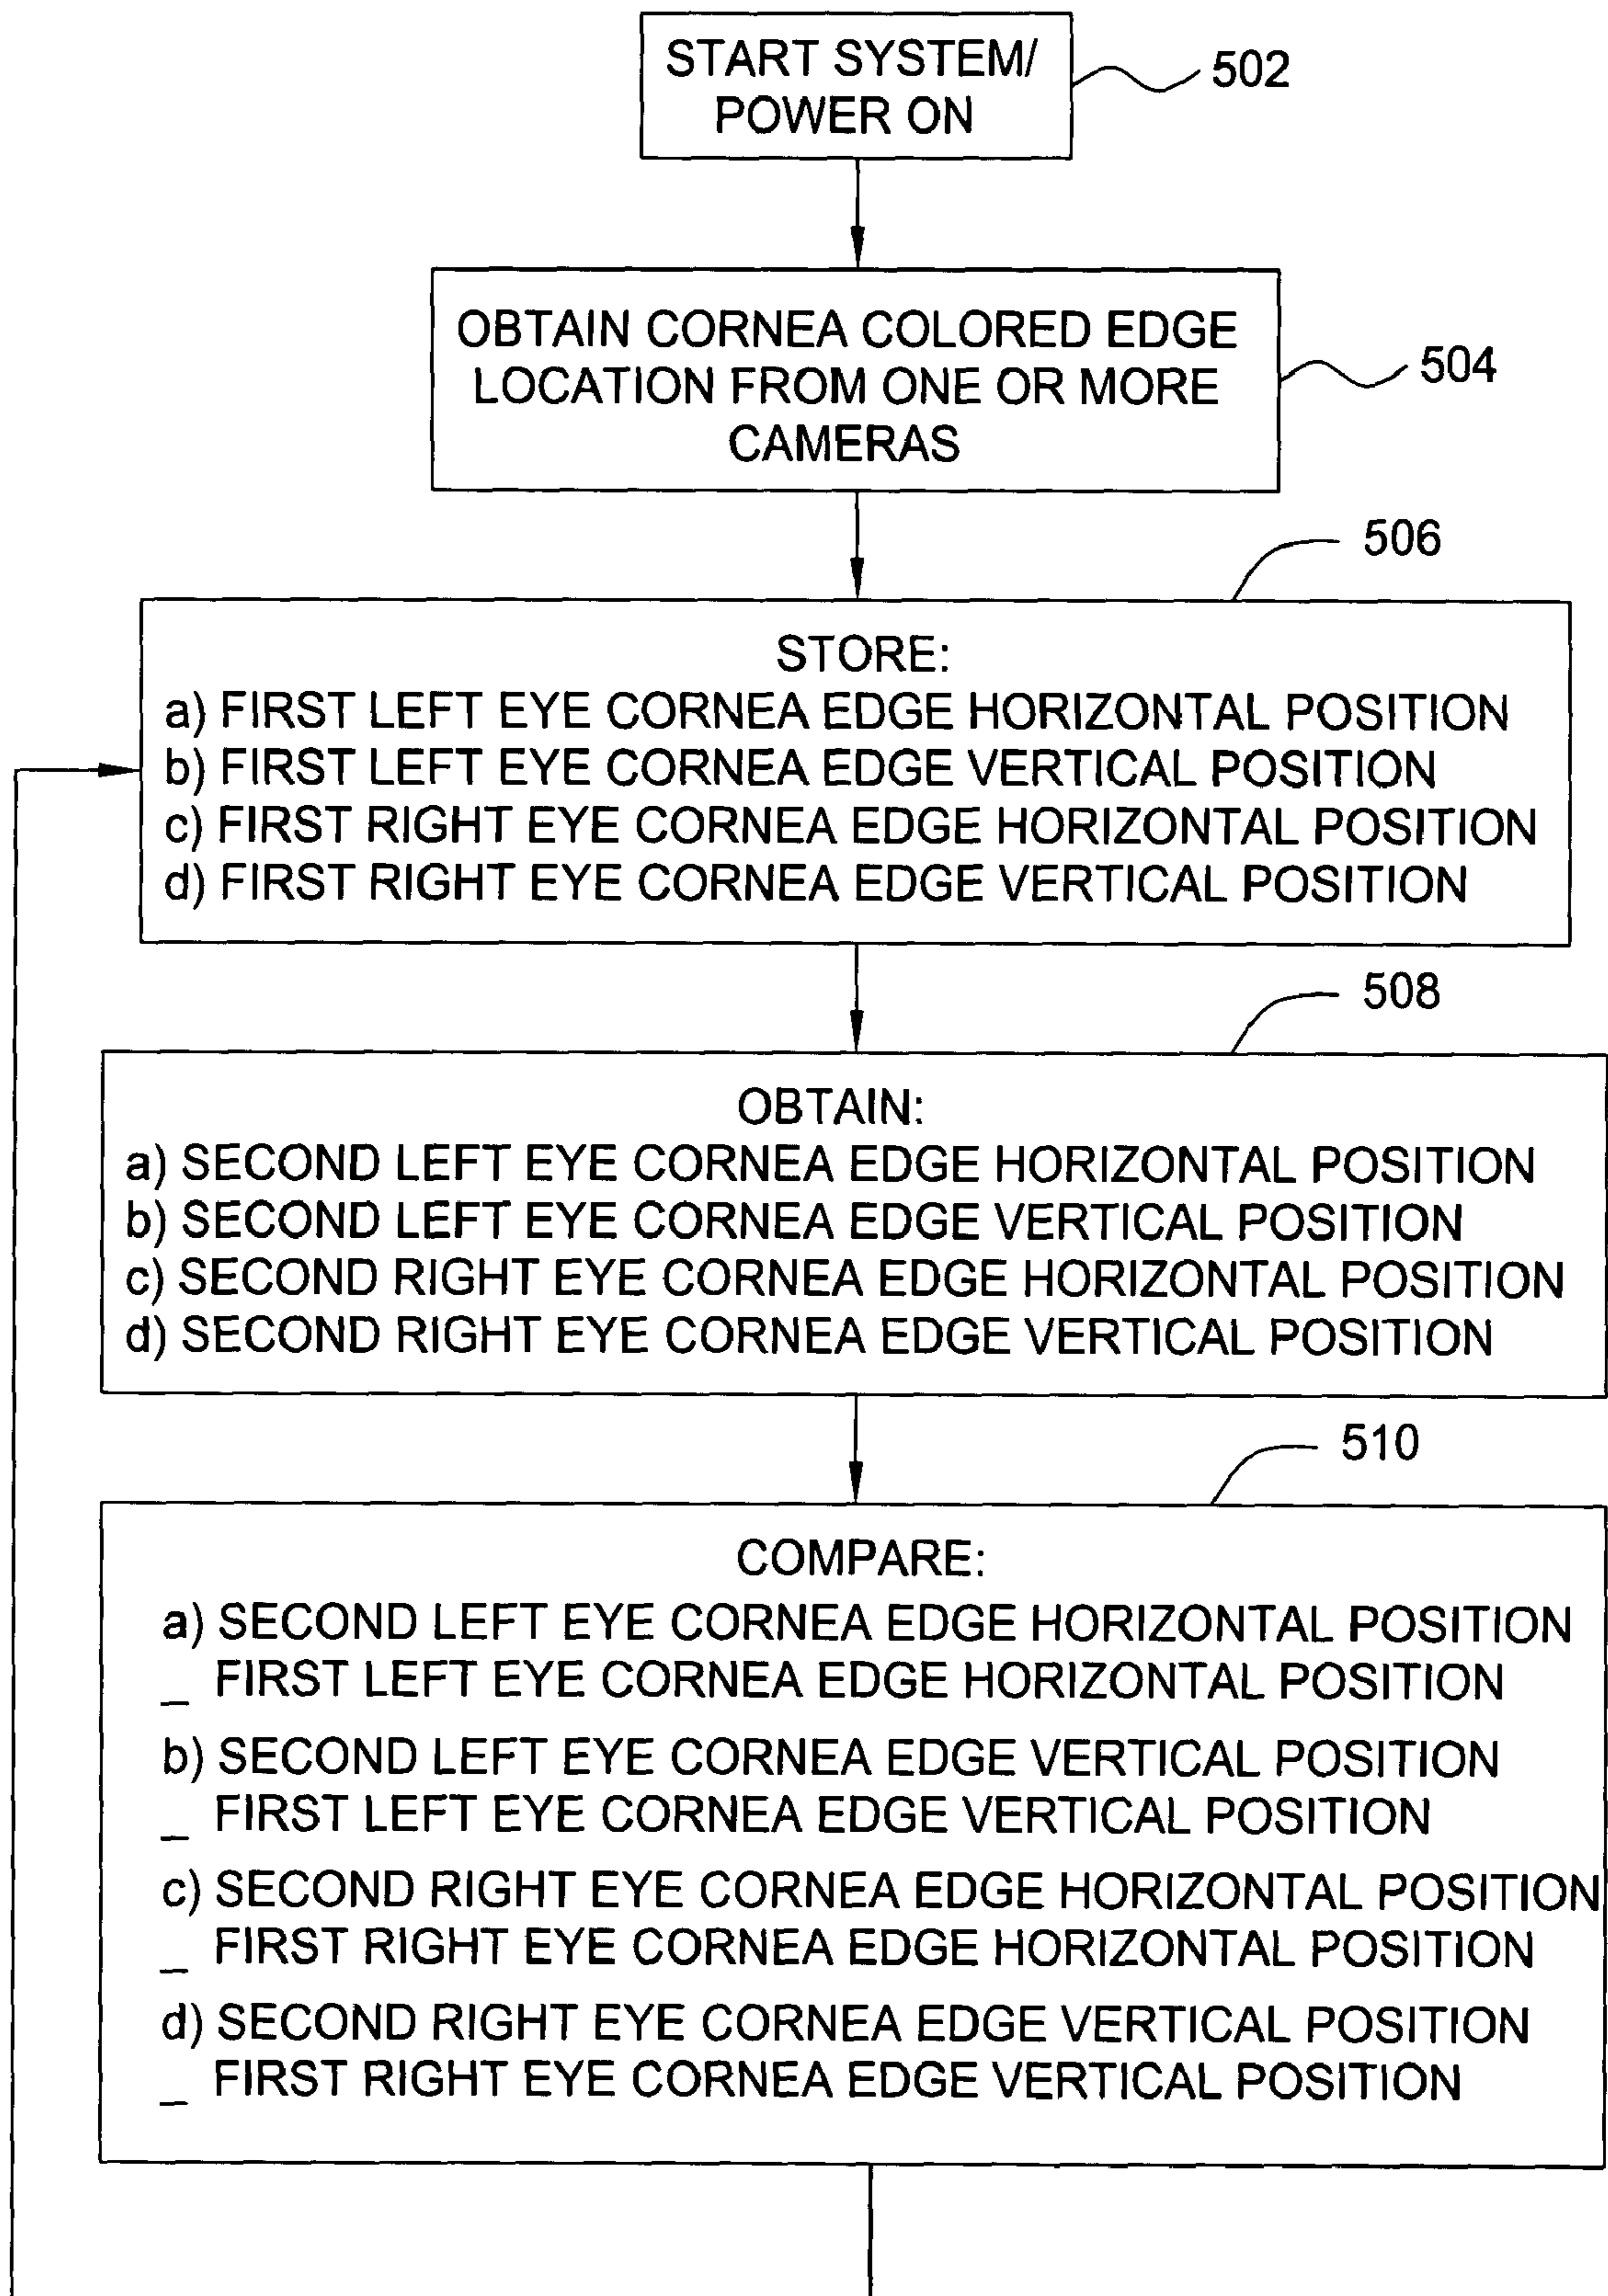 START SYSTEM/
POWER ON
502
OBTAIN CORNEA COLORED EDGE
LOCATION FROM ONE OR MORE
CAMERAS
504
506
STORE:
a) FIRST LEFT EYE CORNEA EDGE HORIZONTAL POSITION
b) FIRST LEFT EYE CORNEA EDGE VERTICAL POSITION
c) FIRST RIGHT EYE CORNEA EDGE HORIZONTAL POSITION
d) FIRST RIGHT EYE CORNEA EDGE VERTICAL POSITION
508
OBTAIN:
a) SECOND LEFT EYE CORNEA EDGE HORIZONTAL POSITION
b) SECOND LEFT EYE CORNEA EDGE VERTICAL POSITION
c) SECOND RIGHT EYE CORNEA EDGE HORIZONTAL POSITION
d) SECOND RIGHT EYE CORNEA EDGE VERTICAL POSITION
510
COMPARE:
a) SECOND LEFT EYE CORNEA EDGE HORIZONTAL POSITION
_ FIRST LEFT EYE CORNEA EDGE HORIZONTAL POSITION
b) SECOND LEFT EYE CORNEA EDGE VERTICAL POSITION
_ FIRST LEFT EYE CORNEA EDGE VERTICAL POSITION
c) SECOND RIGHT EYE CORNEA EDGE HORIZONTAL POSITION
_ FIRST RIGHT EYE CORNEA EDGE HORIZONTAL POSITION
d) SECOND RIGHT EYE CORNEA EDGE VERTICAL POSITION
_ FIRST RIGHT EYE CORNEA EDGE VERTICAL POSITION